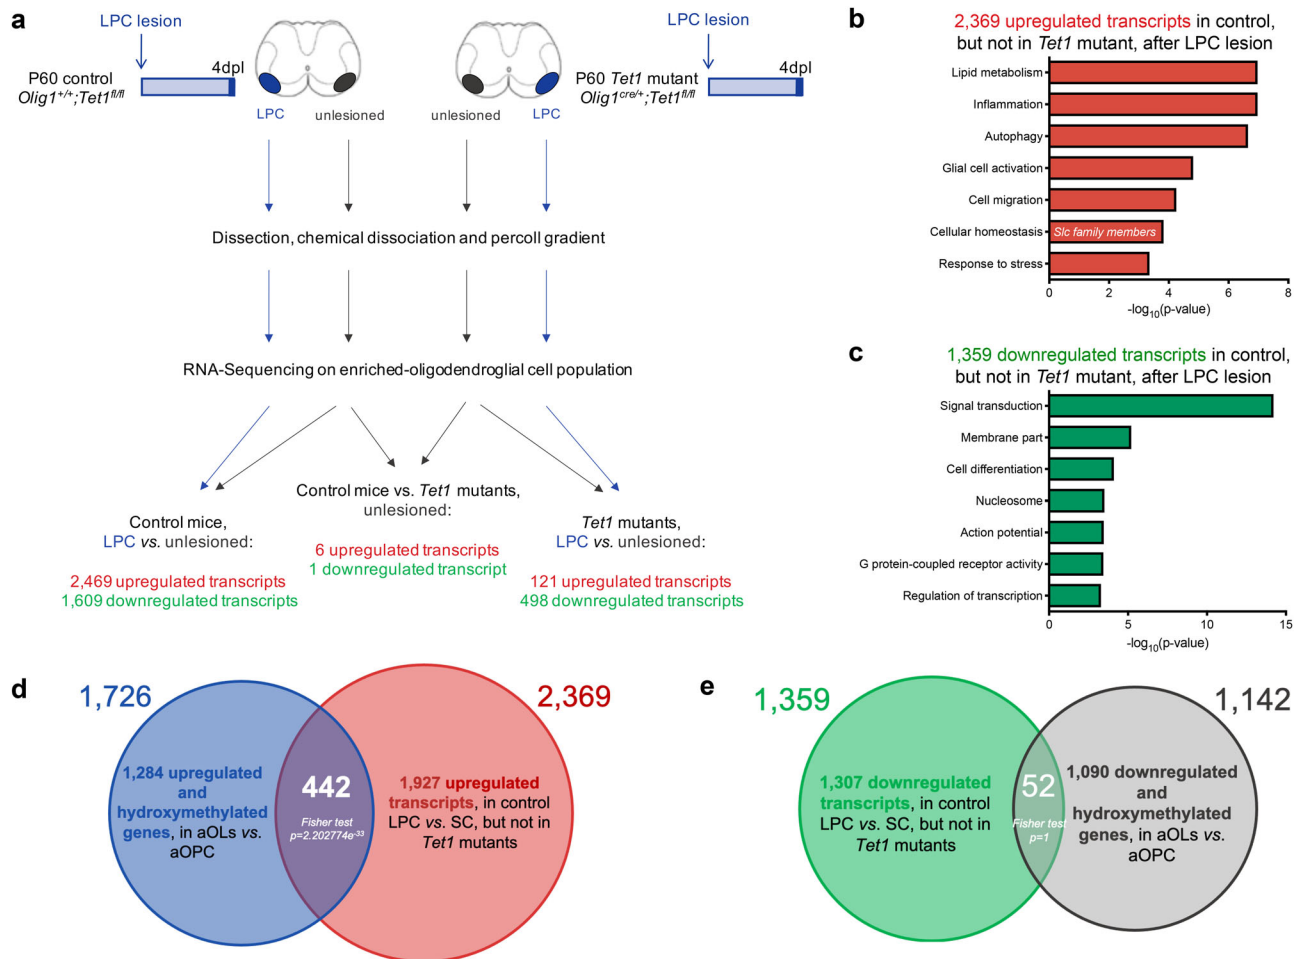 a
LPC lesion
P60 control
Olig1+/+;Tet1fl/fl
4dpl
LPC
unlesioned
unlesioned
LPC
LPC lesion
P60 Tet1 mutant
Olig1cre/+;Tet1fl/fl
4dpl
Dissection, chemical dissociation and percoll gradient
RNA-Sequencing on enriched-oligodendroglial cell population
Control mice,
LPC vs. unlesioned:
2,469 upregulated transcripts
1,609 downregulated transcripts
Control mice vs. Tet1 mutants,
unlesioned:
6 upregulated transcripts
1 downregulated transcript
Tet1 mutants,
LPC vs. unlesioned:
121 upregulated transcripts
498 downregulated transcripts
b
2,369 upregulated transcripts in control,
but not in Tet1 mutant, after LPC lesion
Lipid metabolism
Inflammation
Autophagy
Glial cell activation
Cell migration
Cellular homeostasis
Slc family members
Response to stress
0 2 4 6 8
-log10(p-value)
c
1,359 downregulated transcripts in control,
but not in Tet1 mutant, after LPC lesion
Signal transduction
Membrane part
Cell differentiation
Nucleosome
Action potential
G protein-coupled receptor activity
Regulation of transcription
0 5 10 15
-log10(p-value)
d
1,726
2,369
1,284 upregulated
and
hydroxymethylated
genes, in aOLs vs.
aOPC
442
Fisher test
p=2.202774e-33
1,927 upregulated
transcripts, in control
LPC vs. SC, but not in
Tet1 mutants
e
1,359
1,142
1,307 downregulated
transcripts, in control
LPC vs. SC, but not in
Tet1 mutants
52
Fisher test
p=1
1,090 downregulated
and
hydroxymethylated
genes, in aOLs vs.
aOPC